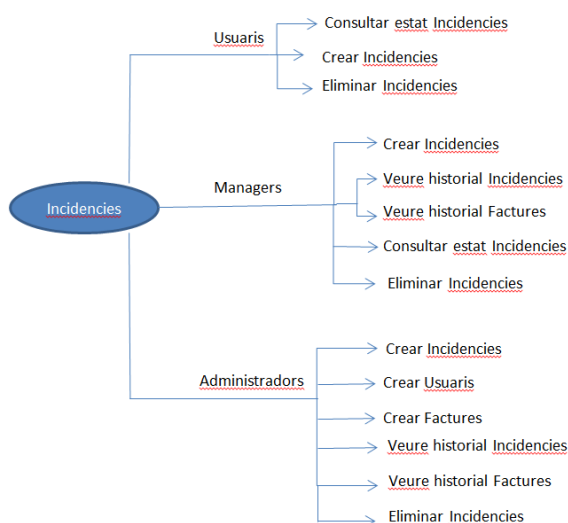 Usuaris
Consultar estat Incidencies
Crear Incidencies
Eliminar Incidencies
Incidencies
Managers
Crear Incidencies
Veure historial Incidencies
Veure historial Factures
Consultar estat Incidencies
Eliminar Incidencies
Administradors
Crear Incidencies
Crear Usuaris
Crear Factures
Veure historial Incidencies
Veure historial Factures
Eliminar Incidencies